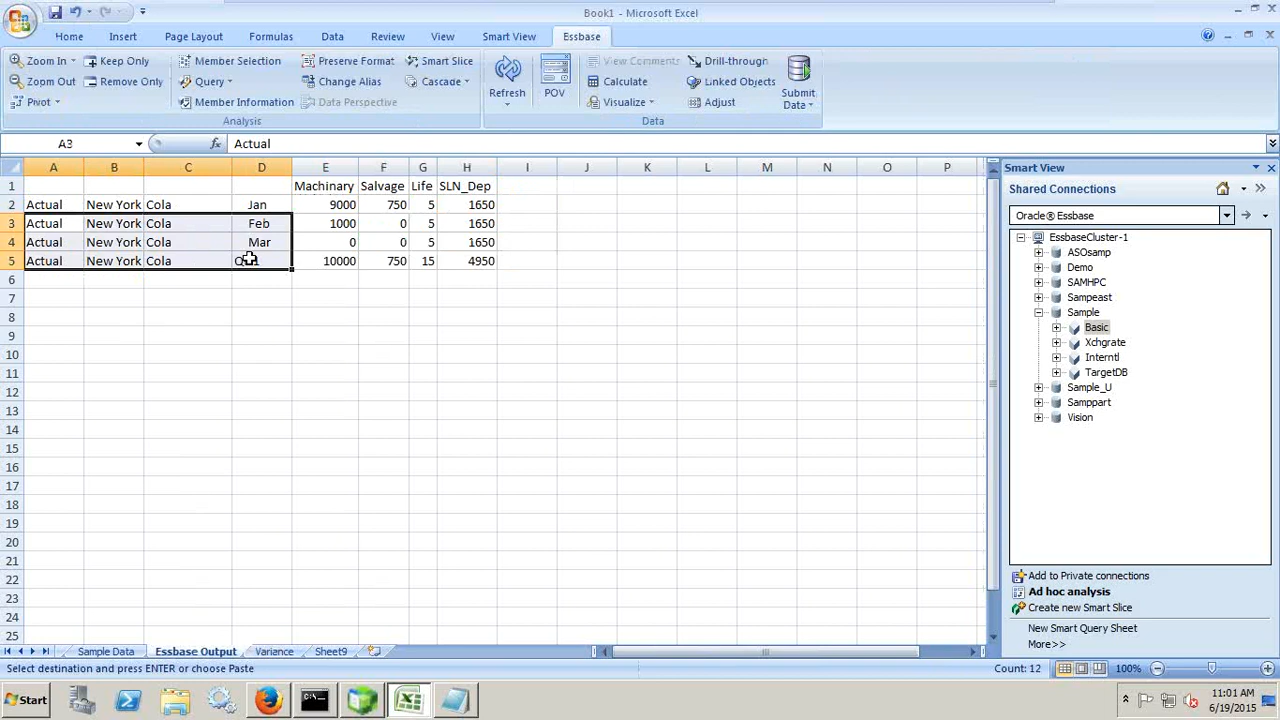 Book1 - Microsoft Excel
Home Insert Page Layout Formulas Data Review View Smart View Essbase
Zoom In Keep Only Member Selection Preserve Format Smart Slice View Comments Drill-through
Zoom Out Remove Only Query Change Alias Cascade Refresh POV Calculate Linked Objects Submit Data
Pivot Member Information Data Perspective Visualize Adjust
Analysis Data
A3 fx Actual
A B C D E F G H I J K L M N O P
1 Machinary Salvage Life SLN_Dep
2 Actual New York Cola Jan 9000 750 5 1650
3 Actual New York Cola Feb 1000 0 5 1650
4 Actual New York Cola Mar 0 0 5 1650
5 Actual New York Cola 10000 750 15 4950
6
7
8
9
10
11
12
13
14
15
16
17
18
19
20
21
22
23
24
25
Smart View
Shared Connections
Oracle® Essbase
EssbaseCluster-1
ASOsamp
Demo
SAMHPC
Sampeast
Sample
Basic
Xchgrate
Interntl
TargetDB
Sample_U
Samppart
Vision
Add to Private connections
Ad hoc analysis
Create new Smart Slice
New Smart Query Sheet
More>>
Sample Data Essbase Output Variance Sheet9
Select destination and press ENTER or choose Paste Count: 12 100%
Start 11:01 AM
6/19/2015